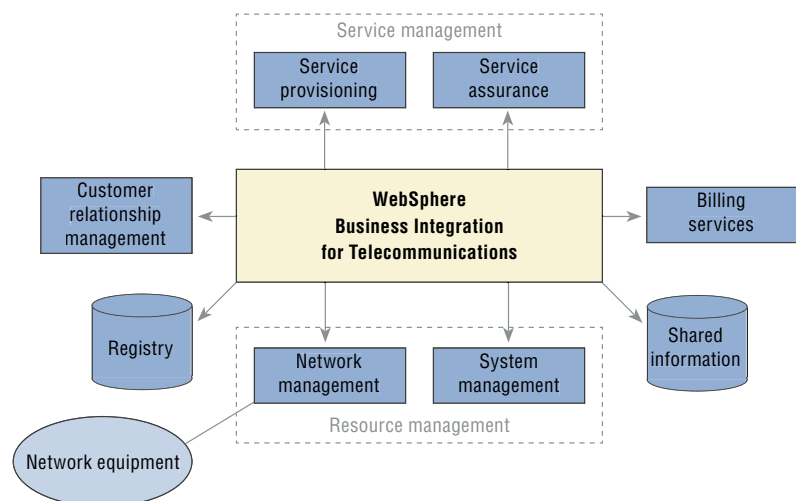 Service management
Service
provisioning
Service
assurance
Customer
relationship
management
WebSphere
Business Integration
for Telecommunications
Billing
services
Registry
Network
management
System
management
Shared
information
Resource management
Network equipment